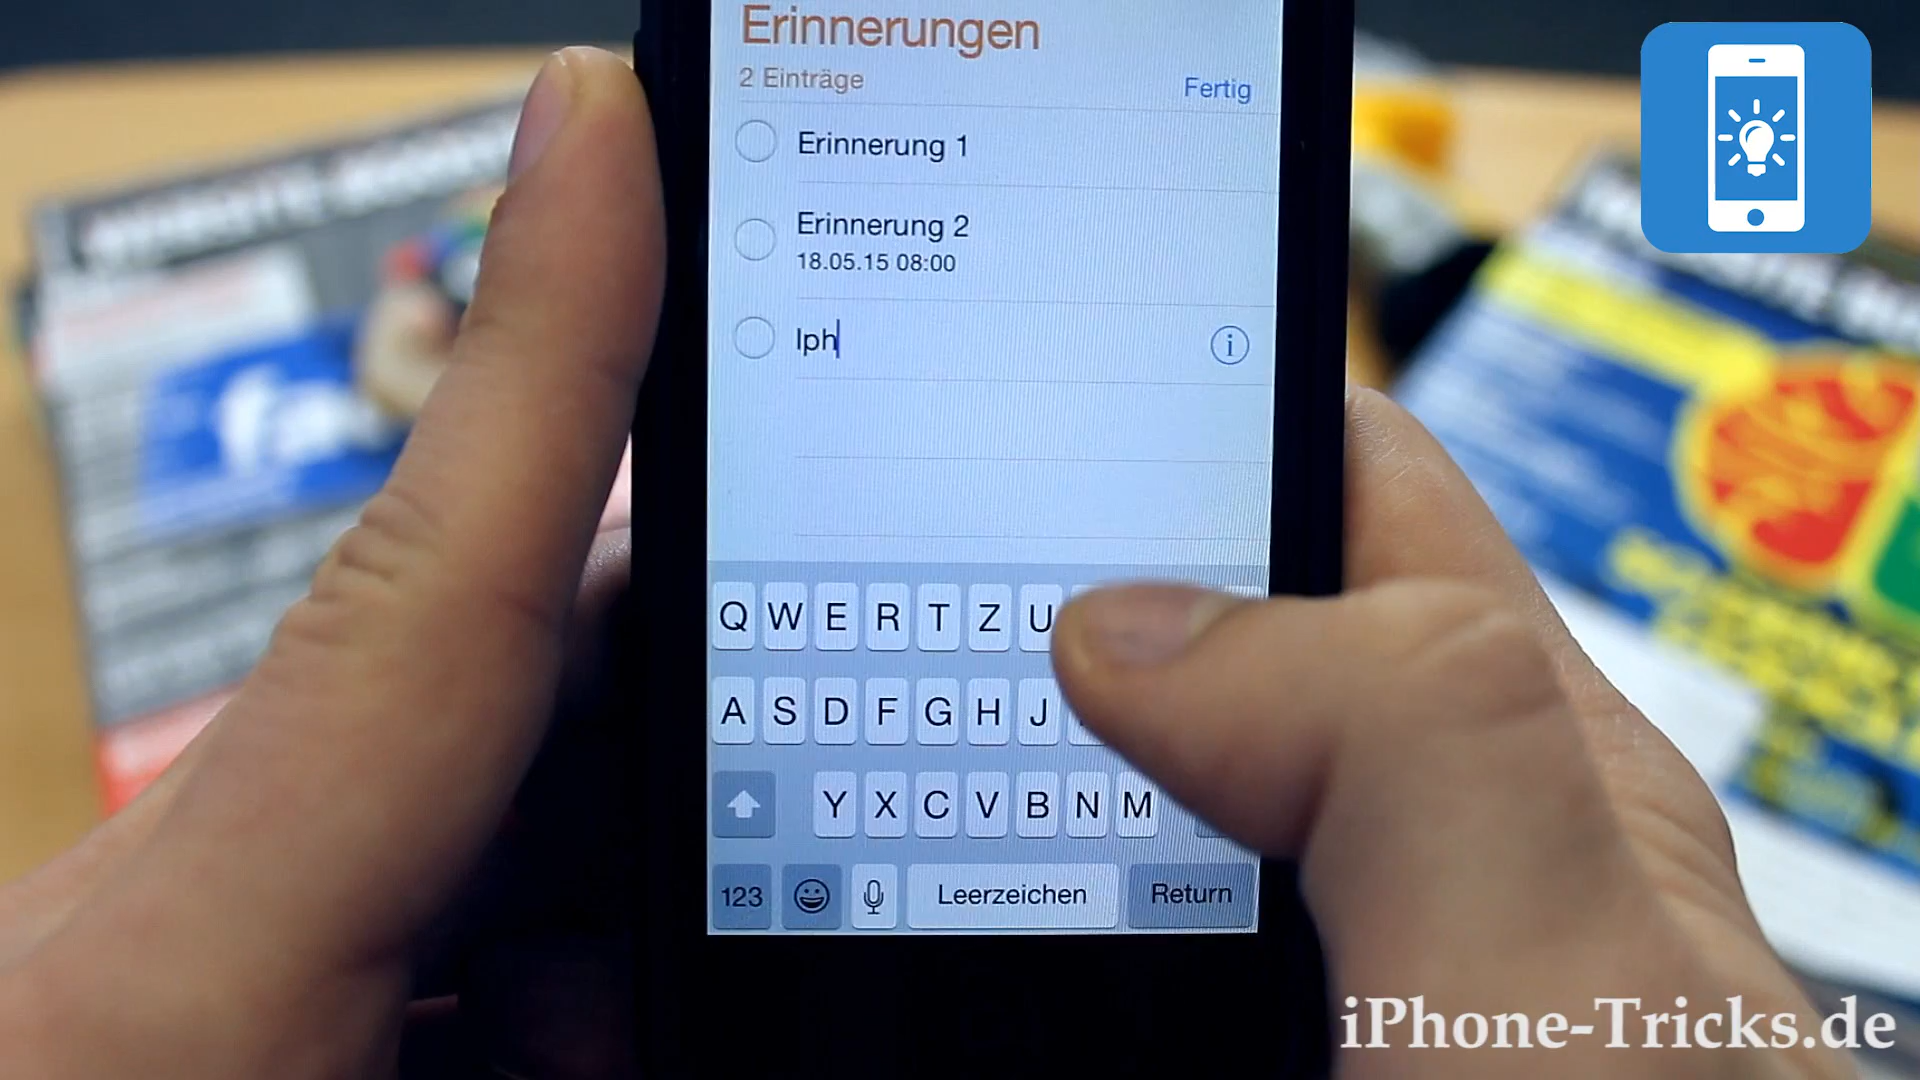 Erinnerungen
2 Einträge
Fertig
Erinnerung 1
Erinnerung 2
18.05.15 08:00
Iph
Q W E R T Z U
A S D F G H J
Y X C V B N M
123 Leerzeichen Return
iPhone-Tricks.de